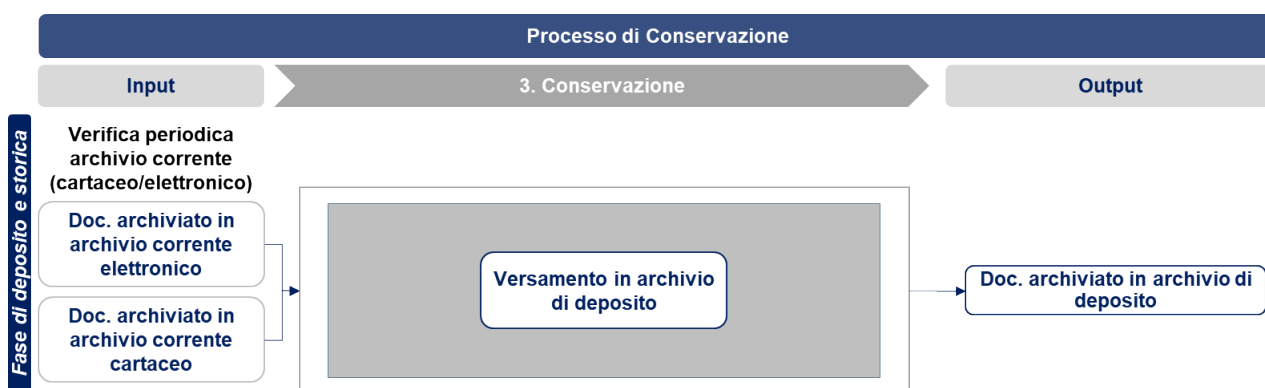 Processo di Conservazione
Input
3. Conservazione
Output
Fase di deposito e storica
Verifica periodica
archivio corrente
(cartaceo/elettronico)
Doc. archiviato in
archivio corrente
elettronico
Doc. archiviato in
archivio corrente
cartaceo
Versamento in archivio
di deposito
Doc. archiviato in archivio di
deposito